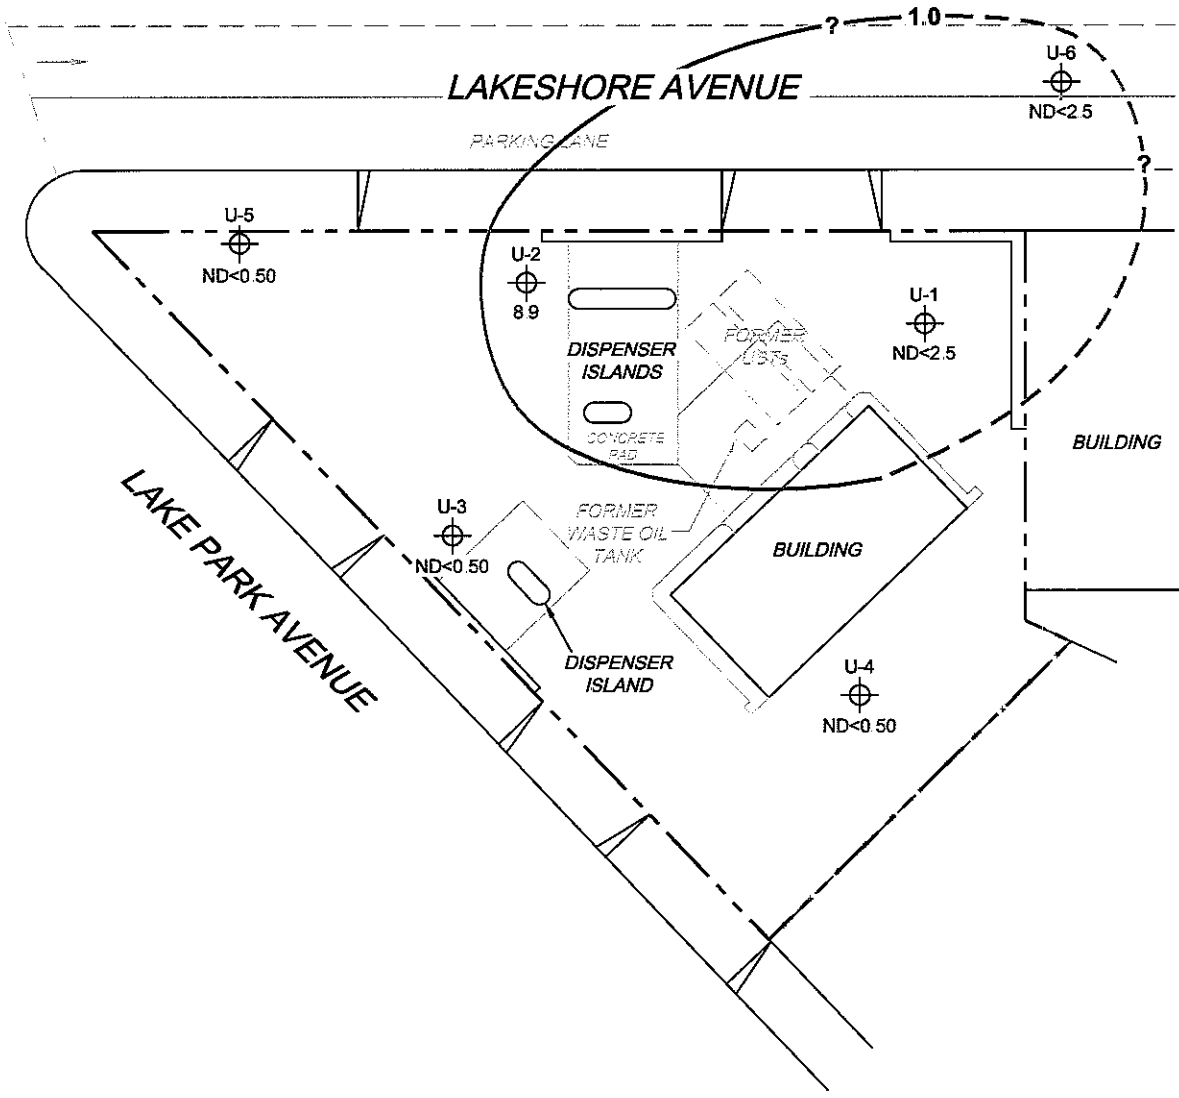 ? 1.0
U-6
LAKESHORE AVENUE
ND<2.5
PARKING LANE
?
U-5
ND<0.50
U-2
8.9
U-1
ND<2.5
FORMER
USTs
DISPENSER
ISLANDS
CONCRETE
PAD
BUILDING
U-3
ND<0.50
FORMER
WASTE OIL
TANK
BUILDING
LAKE PARK AVENUE
DISPENSER
ISLAND
U-4
ND<0.50